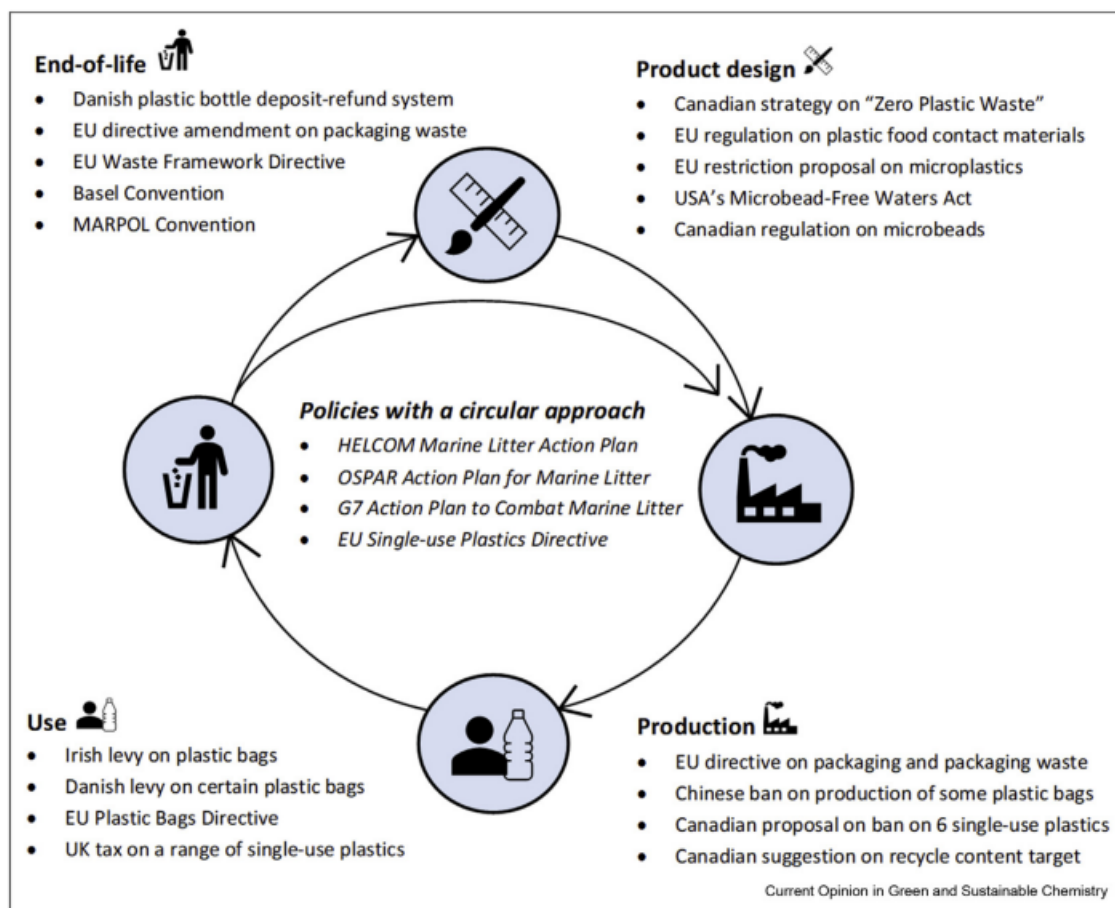 End-of-life
• Danish plastic bottle deposit-refund system
• EU directive amendment on packaging waste
• EU Waste Framework Directive
• Basel Convention
• MARPOL Convention
Product design
• Canadian strategy on “Zero Plastic Waste”
• EU regulation on plastic food contact materials
• EU restriction proposal on microplastics
• USA’s Microbead-Free Waters Act
• Canadian regulation on microbeads
Policies with a circular approach
• HELCOM Marine Litter Action Plan
• OSPAR Action Plan for Marine Litter
• G7 Action Plan to Combat Marine Litter
• EU Single-use Plastics Directive
Use
• Irish levy on plastic bags
• Danish levy on certain plastic bags
• EU Plastic Bags Directive
• UK tax on a range of single-use plastics
Production
• EU directive on packaging and packaging waste
• Chinese ban on production of some plastic bags
• Canadian proposal on ban on 6 single-use plastics
• Canadian suggestion on recycle content target
Current Opinion in Green and Sustainable Chemistry